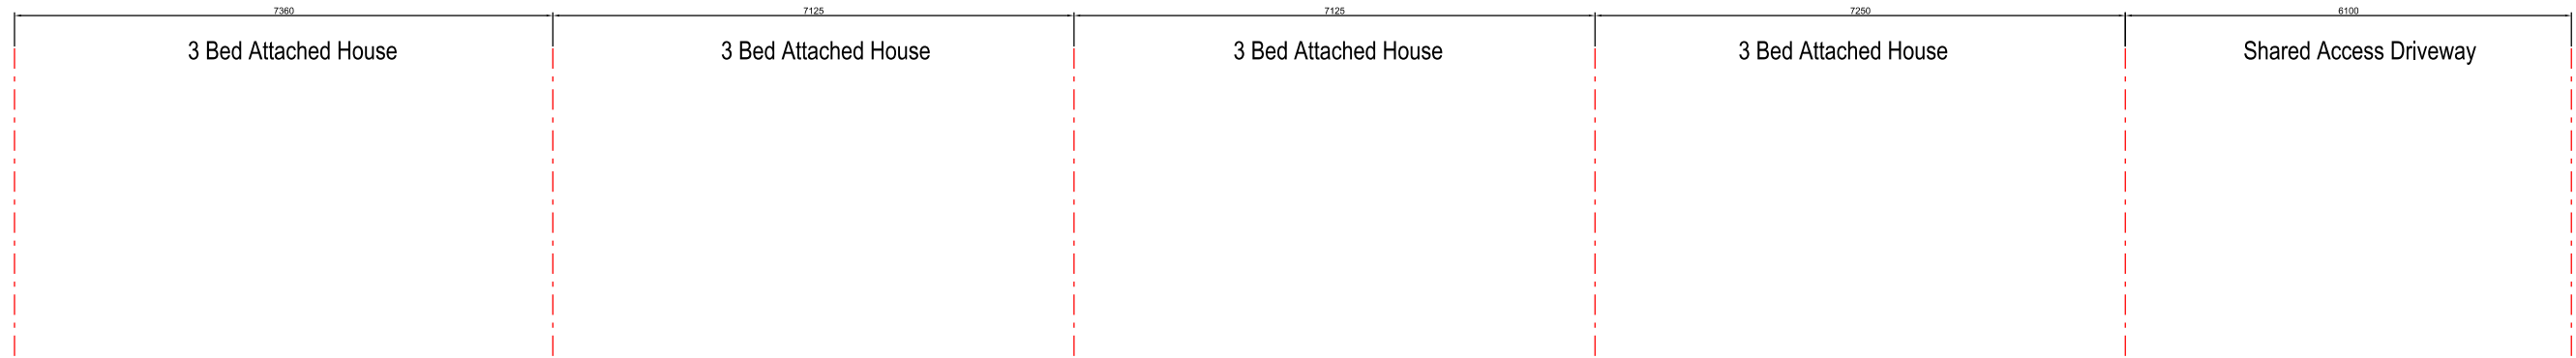 7360 7125 7125 7250 6100
3 Bed Attached House 3 Bed Attached House 3 Bed Attached House 3 Bed Attached House Shared Access Driveway